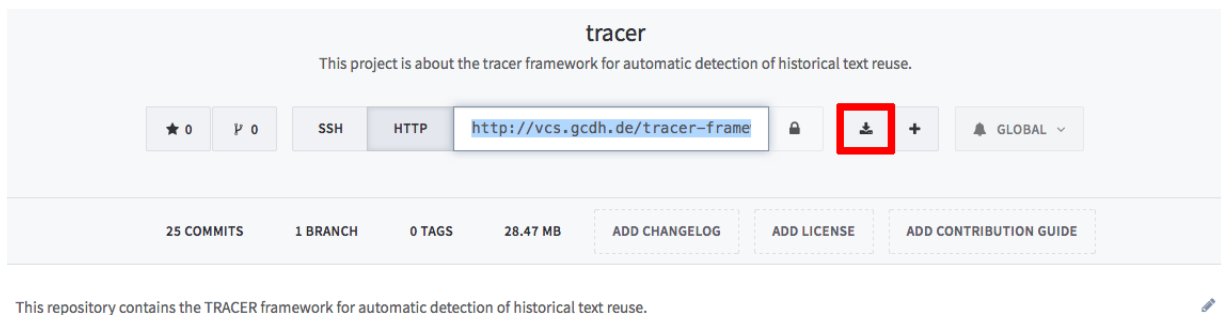 tracer
This project is about the tracer framework for automatic detection of historical text reuse.
0 0 SSH HTTP http://vcs.gcdh.de/tracer-frame GLOBAL
25 COMMITS 1 BRANCH 0 TAGS 28.47 MB ADD CHANGELOG ADD LICENSE ADD CONTRIBUTION GUIDE
This repository contains the TRACER framework for automatic detection of historical text reuse.